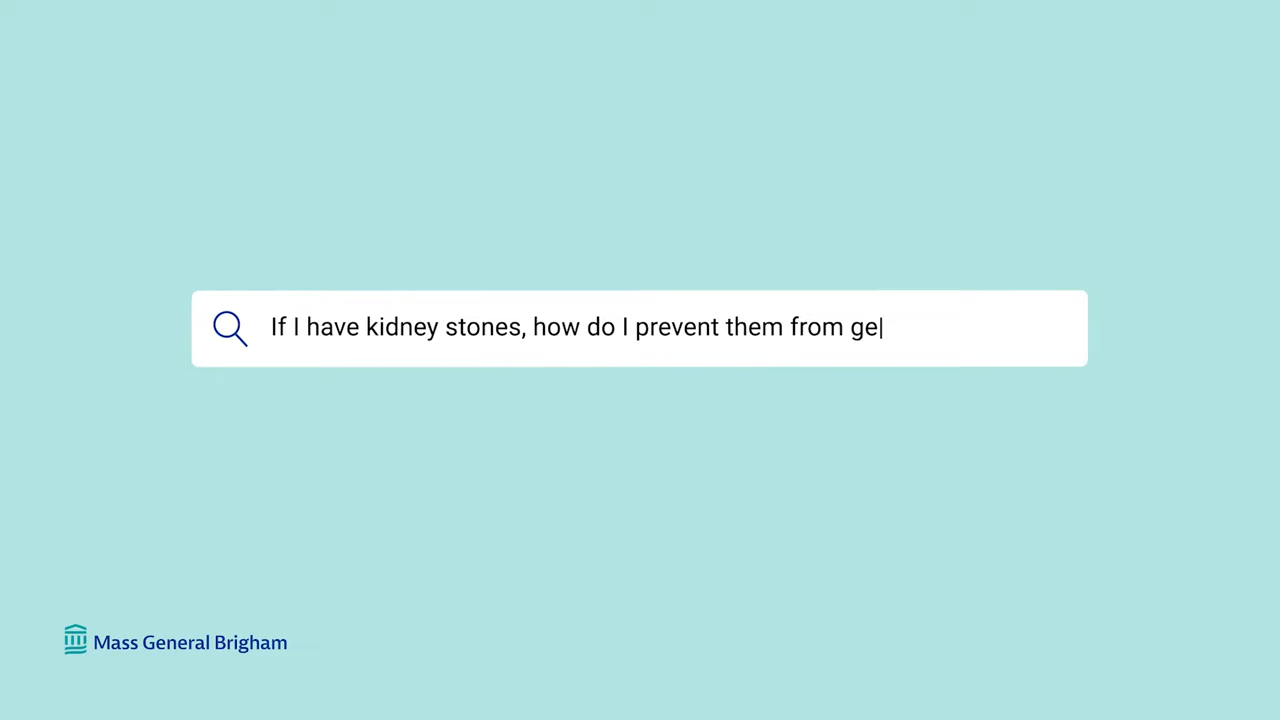 If I have kidney stones, how do I prevent them from ge
Mass General Brigham